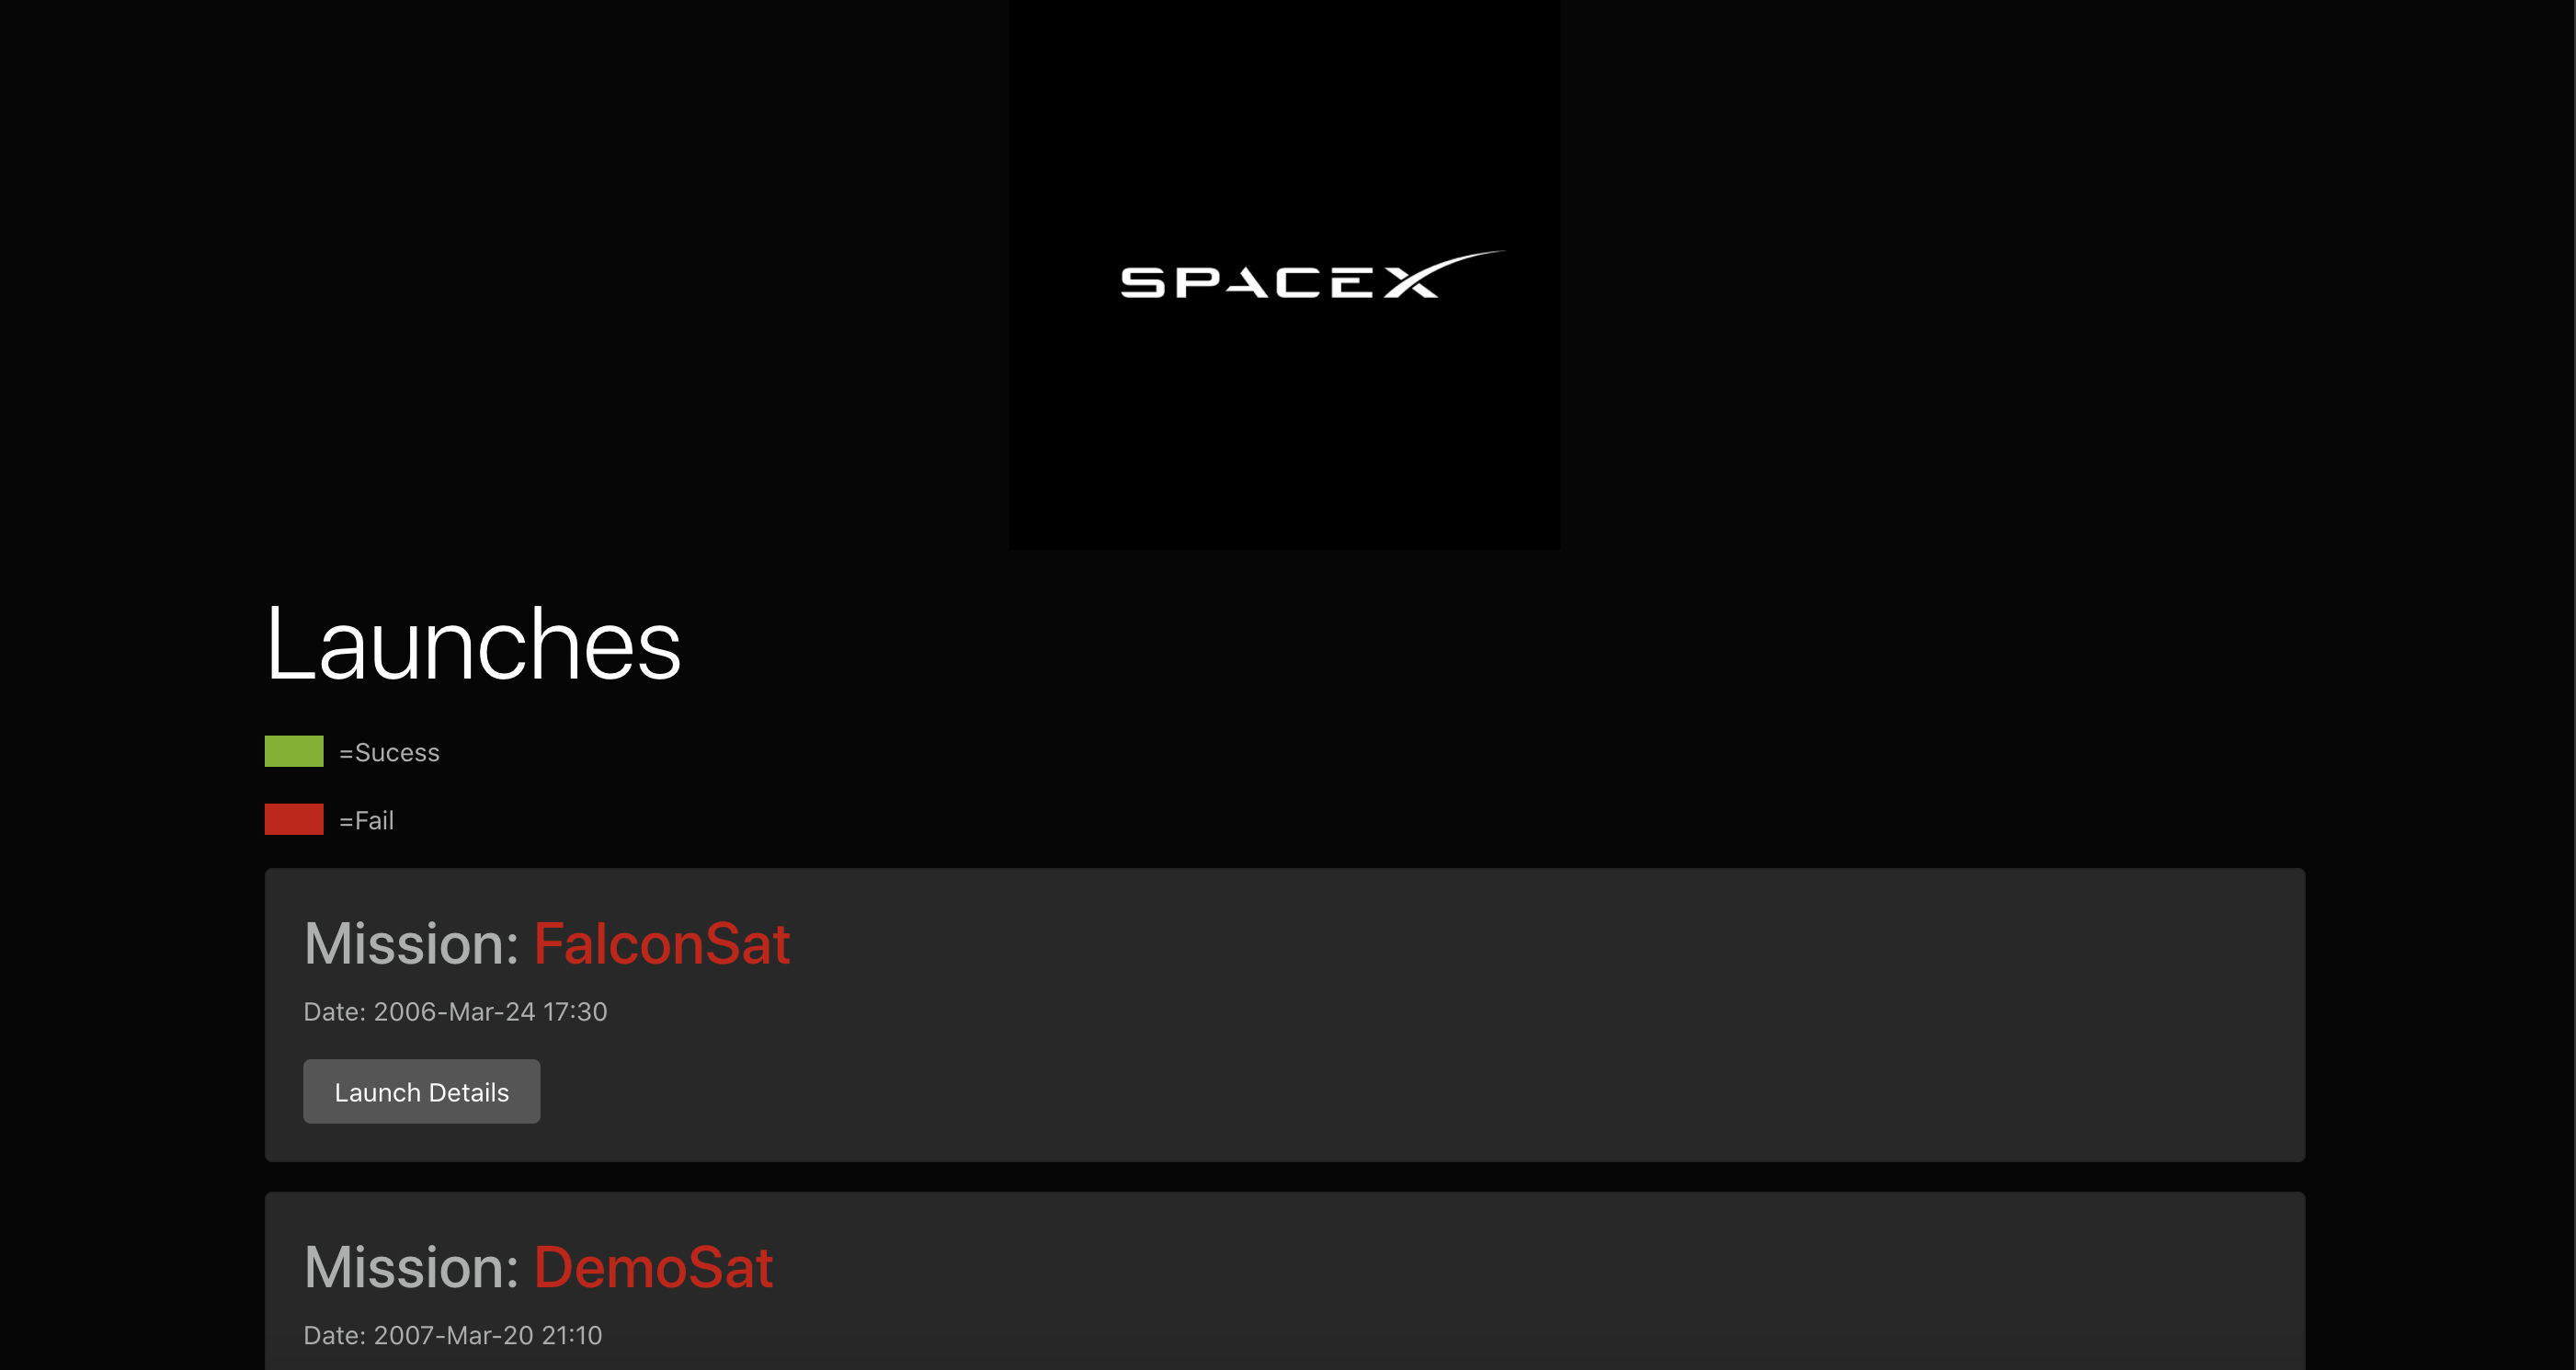 SPACEX
Launches
=Sucess
=Fail
Mission: FalconSat
Date: 2006-Mar-24 17:30
Launch Details
Mission: DemoSat
Date: 2007-Mar-20 21:10